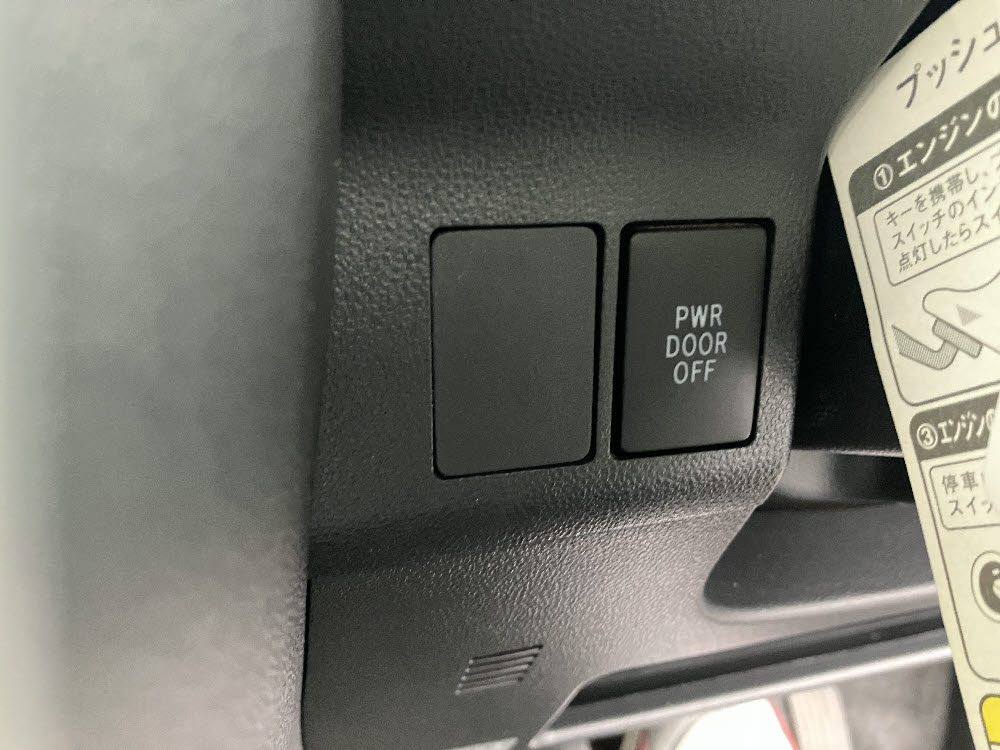 PWR
DOOR
OFF
プッシュ
①エンジンの
キーを携帯し、
スイッチのイン
点灯したらスイ
③エンジンの
停車
スイッ